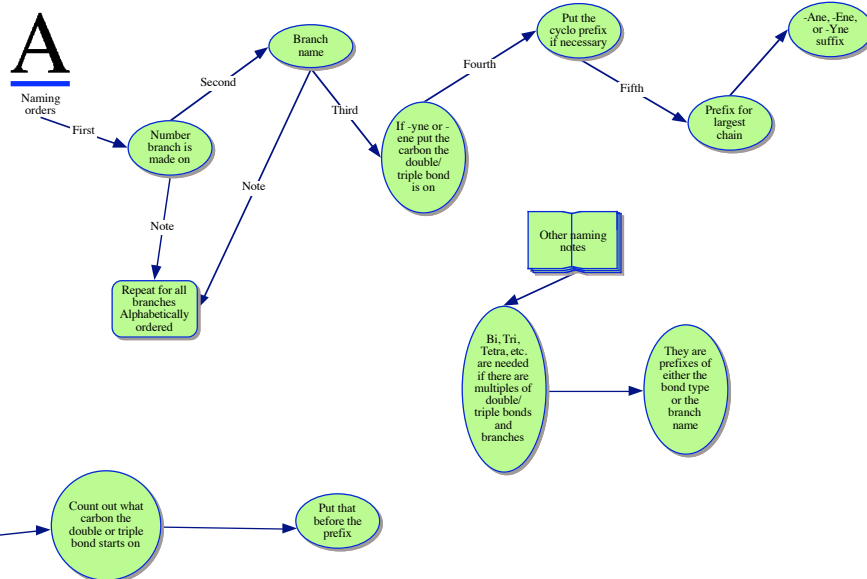 A
Naming
orders
First
Number
branch is
made on
Second
Branch
name
Note
Note
Repeat for all
branches
Alphabetically
ordered
Third
If -yne or -
ene put the
carbon the
double/
triple bond
is on
Fourth
Put the
cyclo prefix
if necessary
Fifth
Prefix for
largest
chain
-Ane, -Ene,
or -Yne
suffix
Other naming
notes
Bi, Tri,
Tetra, etc.
are needed
if there are
multiples of
double/
triple bonds
and
branches
They are
prefixes of
either the
bond type
or the
branch
name
Count out what
carbon the
double or triple
bond starts on
Put that
before the
prefix